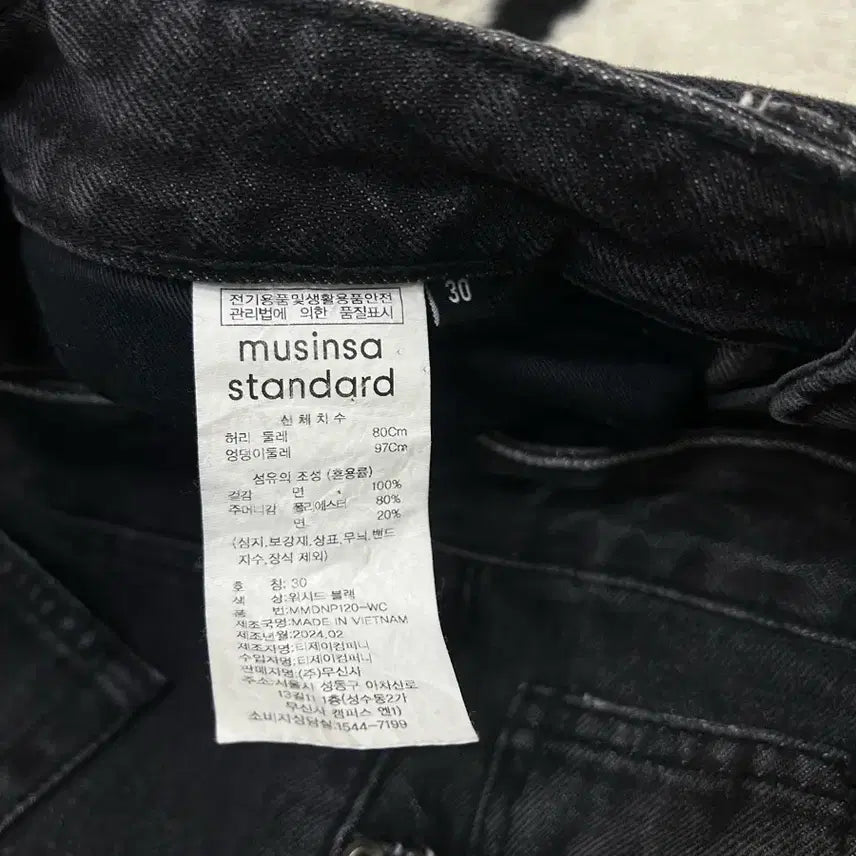 전기용품및생활용품안전
관리법에 의한 품질표시
30
musinsa
standard
신체치수
허리 둘레 80Cm
엉덩이둘레 97Cm
섬유의 조성 (혼용률)
겉감 면 100%
주머니감 폴리에스터 80%
면 20%
(심지,보강재,상표,무늬,밴드
지수,장식 제외)
호 칭:30
색 상:워시드 블랙
품 번:MMDNP120-WC
제조국명:MADE IN VIETNAM
제조년월:2024.02
제조자명:티제이컴퍼니
수입자명:티제이컴퍼니
판매자명:(주)무신사
주소:서울시 성동구 아차산로
13길11 1층(성수동2가
무신사 캠퍼스 엔1)
소비자상담실:1544-7199